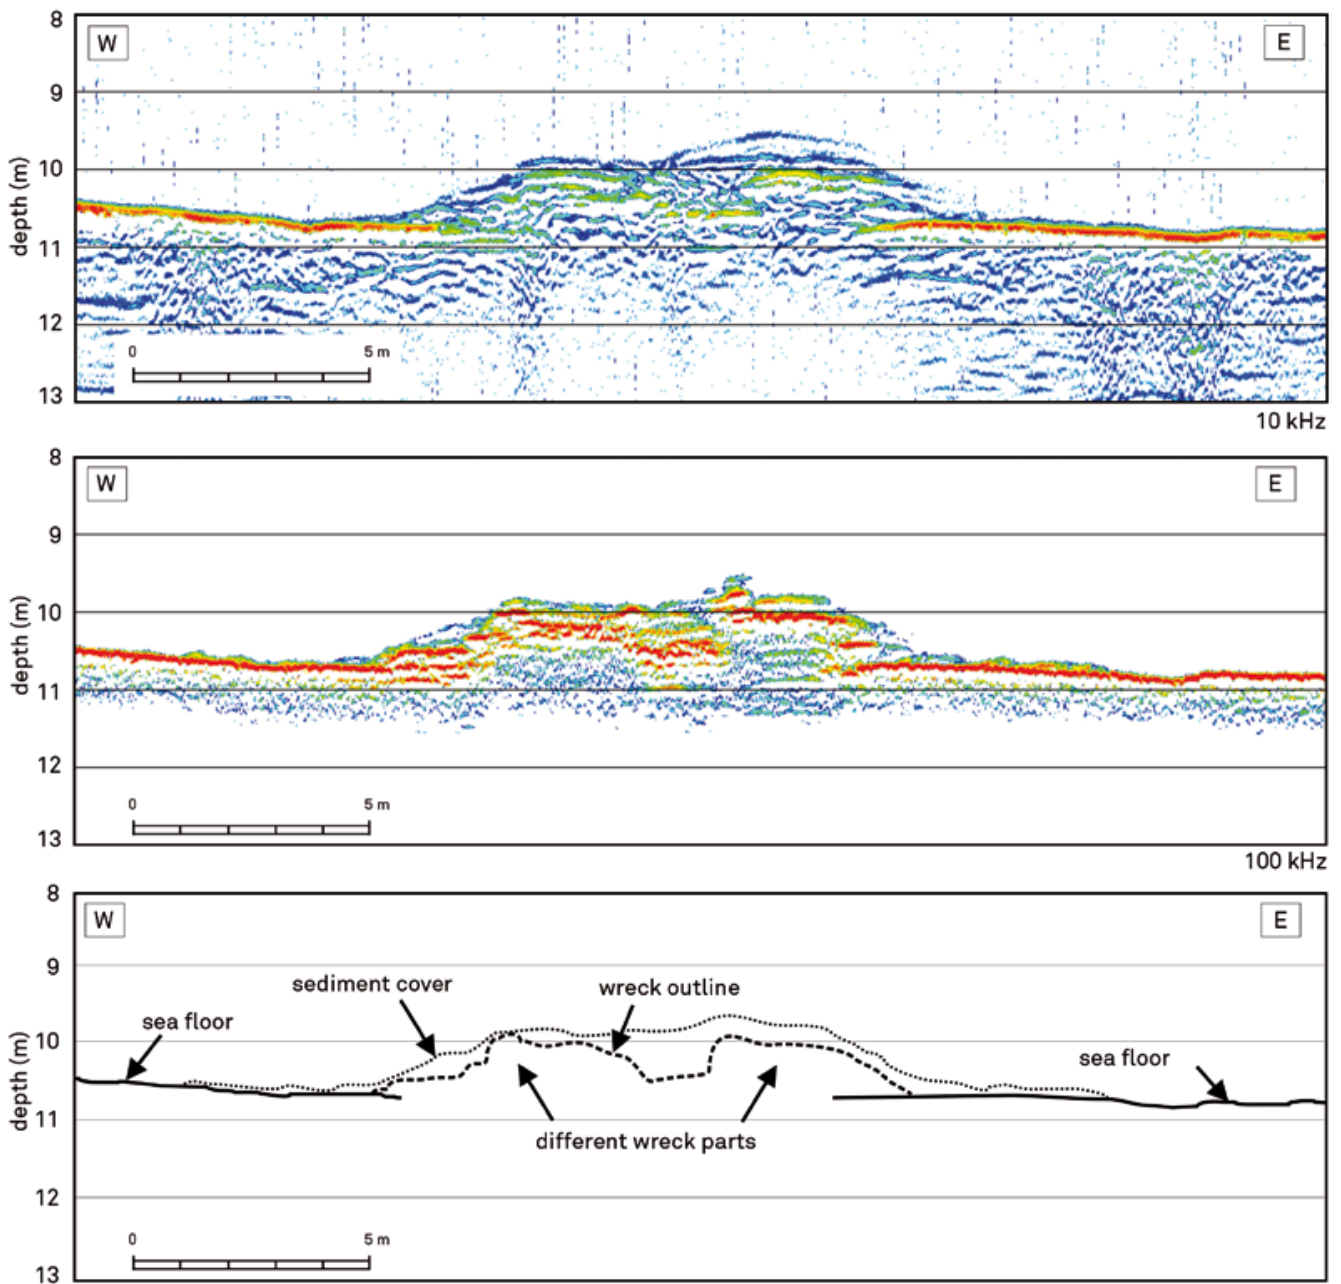 8
W
E
9
10
depth (m)
11
12
0
5 m
13
10 kHz
8
W
E
9
10
depth (m)
11
12
0
5 m
13
100 kHz
8
W
E
9
sediment cover
wreck outline
sea floor
10
depth (m)
sea floor
11
different wreck parts
12
0
5 m
13